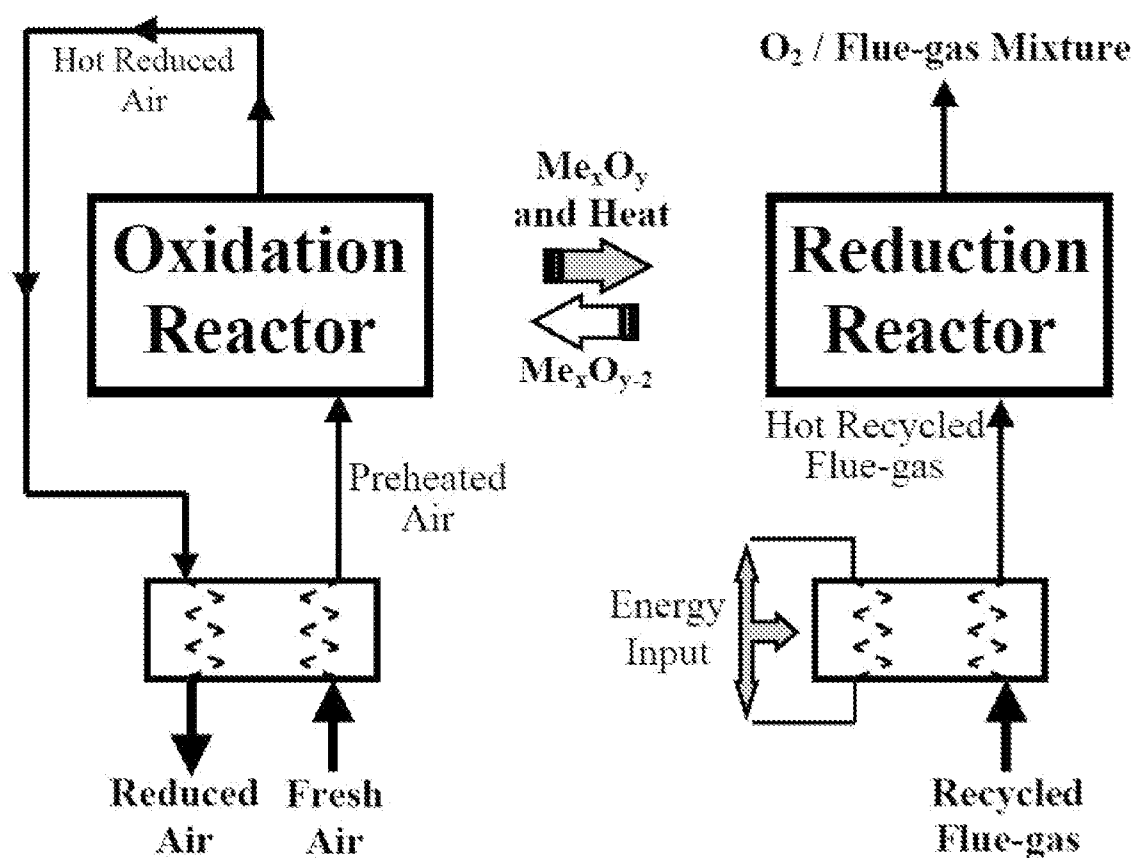 Hot Reduced
Air
O₂ / Flue-gas Mixture
Oxidation
Reactor
MeₓOᵧ
and Heat
MeₓOᵧ₋₂
Reduction
Reactor
Preheated
Air
Hot Recycled
Flue-gas
Energy
Input
Reduced
Air
Fresh
Air
Recycled
Flue-gas